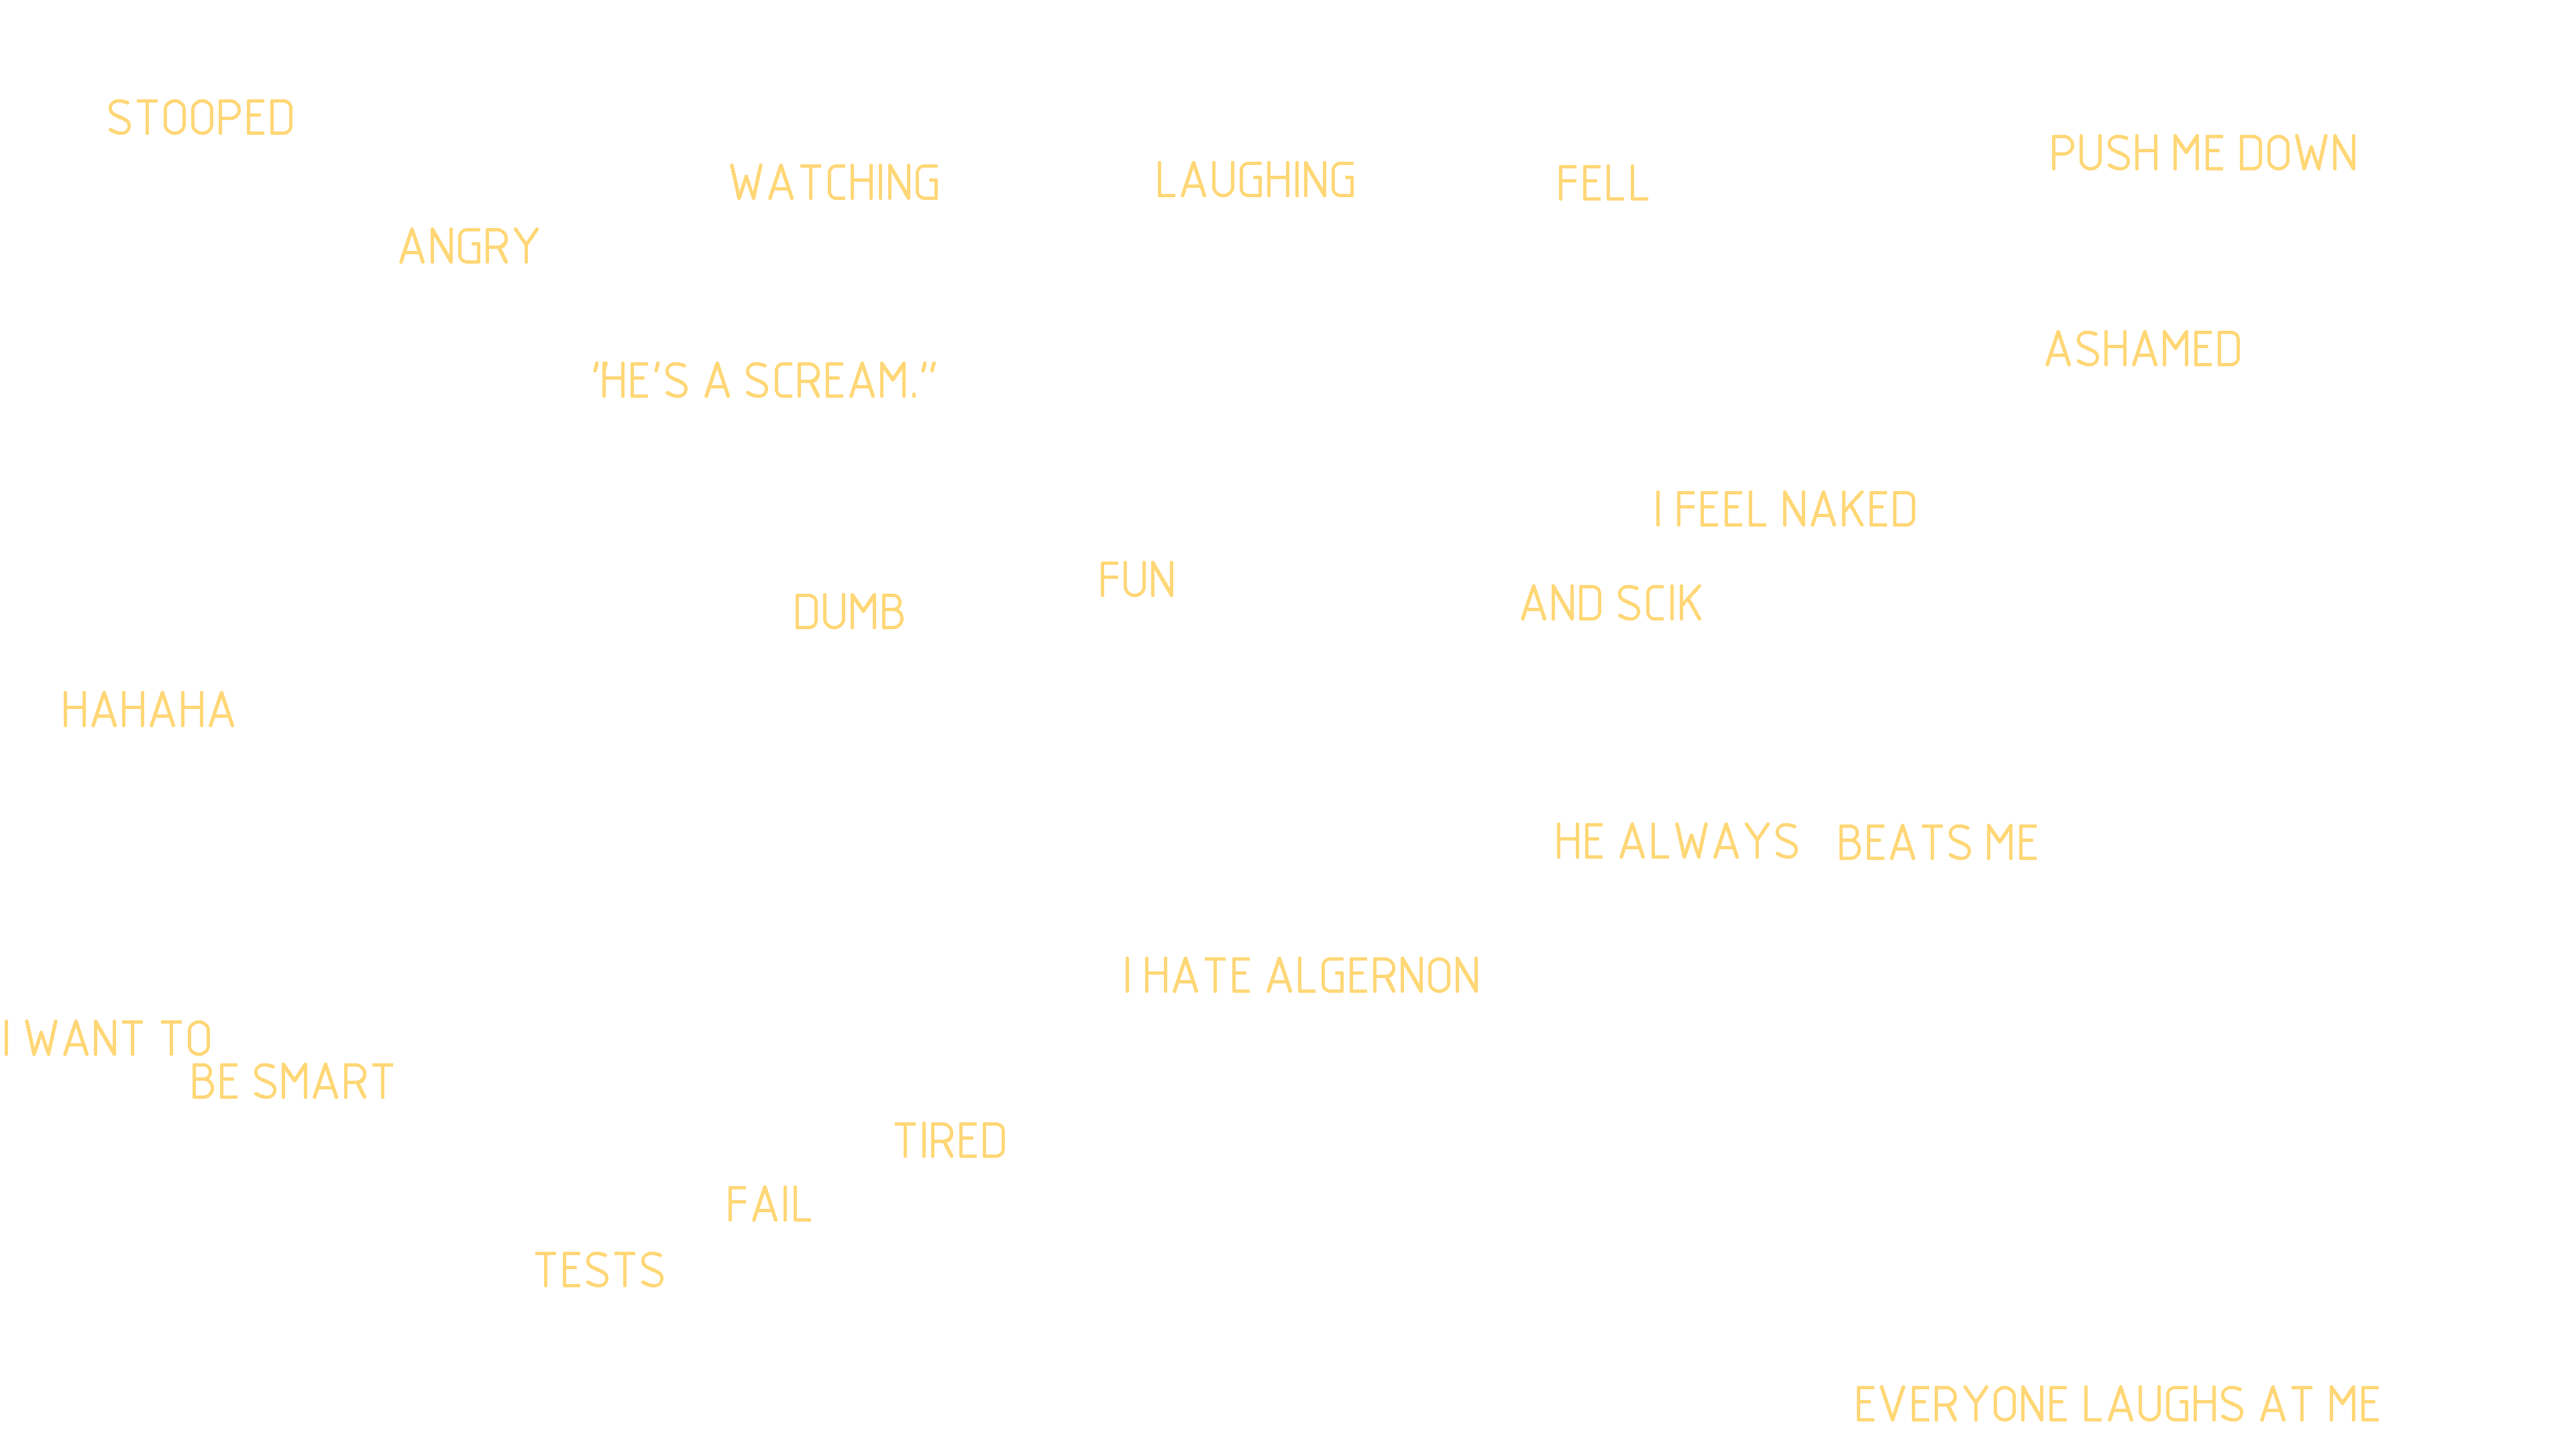 STOOPED
PUSH ME DOWN
WATCHING
LAUGHING
FELL
ANGRY
ASHAMED
"HE'S A SCREAM."
I FEEL NAKED
FUN
AND SCIK
DUMB
HAHAHA
HE ALWAYS BEATS ME
I HATE ALGERNON
I WANT TO
BE SMART
TIRED
FAIL
TESTS
EVERYONE LAUGHS AT ME